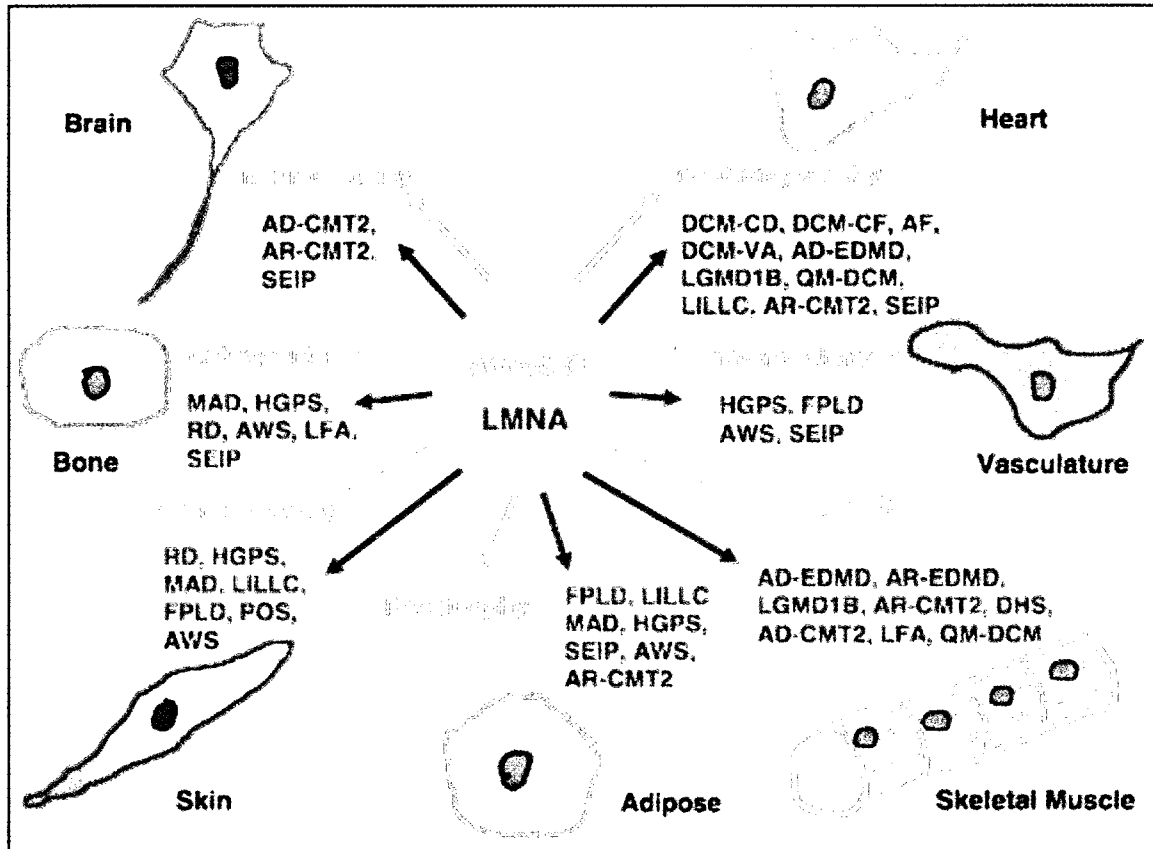 Brain
AD-CMT2,
AR-CMT2,
SEIP
Heart
DCM-CD, DCM-CF, AF,
DCM-VA, AD-EDMD,
LGMD1B, QM-DCM,
LILLC, AR-CMT2, SEIP
Bone
MAD, HGPS,
RD, AWS, LFA,
SEIP
LMNA
HGPS, FPLD
AWS, SEIP
Vasculature
RD, HGPS,
MAD, LILLC,
FPLD, POS,
AWS
Skin
FPLD, LILLC
MAD, HGPS,
SEIP, AWS,
AR-CMT2
Adipose
AD-EDMD, AR-EDMD,
LGMD1B, AR-CMT2, DHS,
AD-CMT2, LFA, QM-DCM
Skeletal Muscle